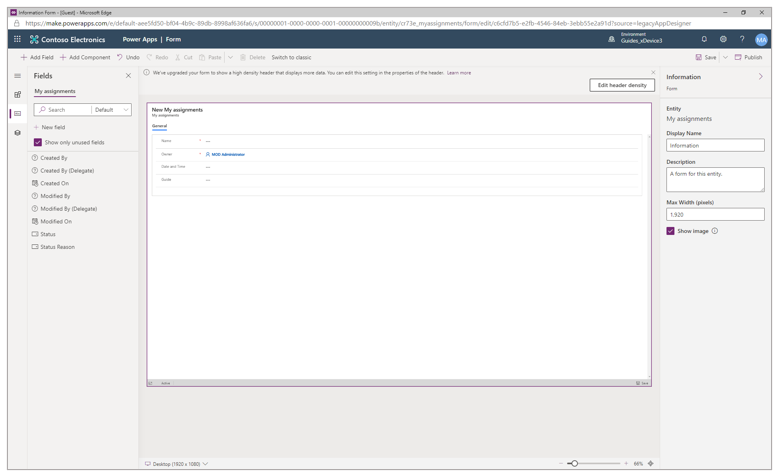 Information Form - [Guest] - Microsoft Edge
https://make.powerapps.com/e/default-aee5fd50-bf04-4b9c-89db-8998af636fa6/s/00000001-0000-0000-0001-00000000009b/entity/cr73e_myassignments/form/edit/c6cfd7b5-e2fb-4546-84eb-3ebb55e2a91d?source=legacyAppDesigner
Contoso Electronics
Power Apps | Form
Environment
Guides_xDevice3
?
MA
+ Add Field
+ Add Component
Undo
Redo
Cut
Paste
Delete
Switch to classic
Save
Publish
Fields
My assignments
Search
Default
+ New field
Show only unused fields
Created By
Created By (Delegate)
Created On
Modified By
Modified By (Delegate)
Modified On
Status
Status Reason
We've upgraded your form to show a high density header that displays more data. You can edit this setting in the properties of the header. Learn more
Edit header density
New My assignments
My assignments
General
Name * ---
Owner * MOD Administrator
Date and Time ---
Guide ---
Active
Save
Desktop (1920 x 1080)
66%
Information
Form
Entity
My assignments
Display Name
Information
Description
A form for this entity.
Max Width (pixels)
1,920
Show image